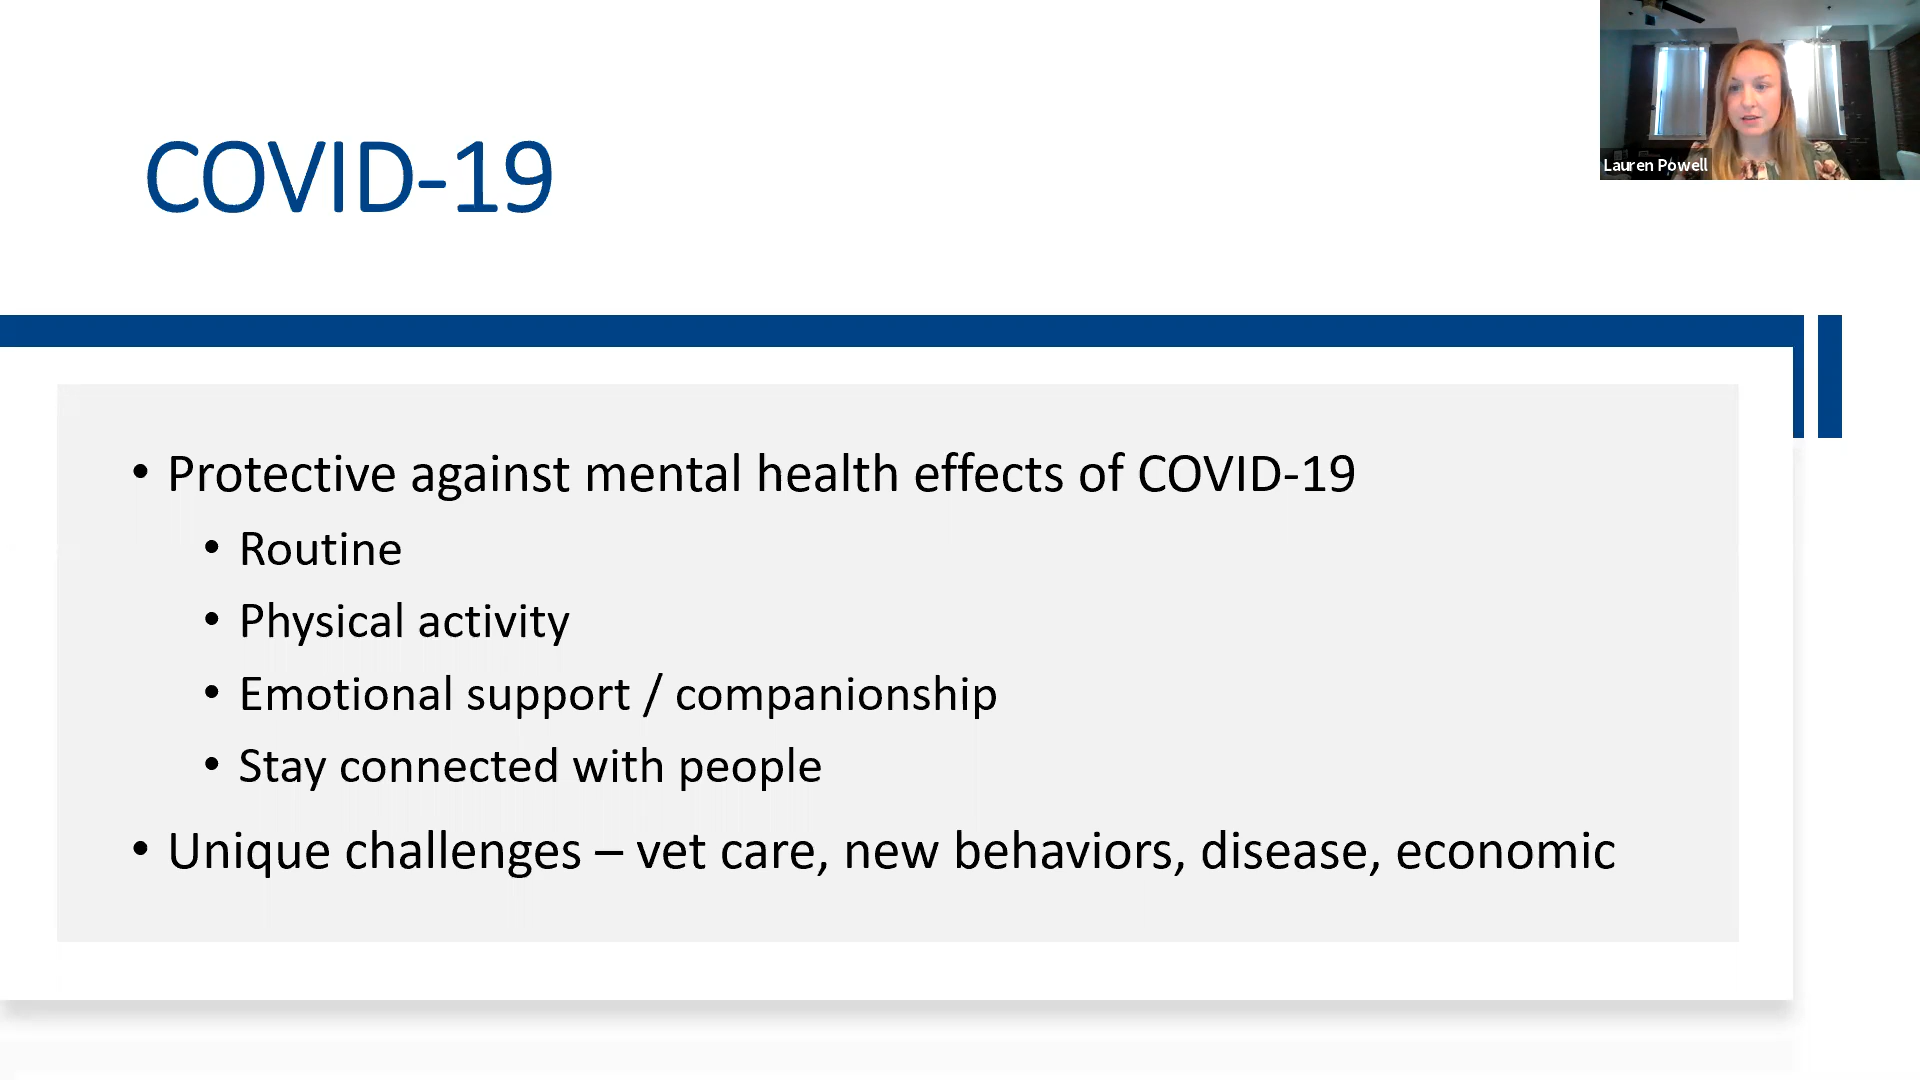 COVID-19
Lauren Powell
• Protective against mental health effects of COVID-19
• Routine
• Physical activity
• Emotional support / companionship
• Stay connected with people
• Unique challenges – vet care, new behaviors, disease, economic